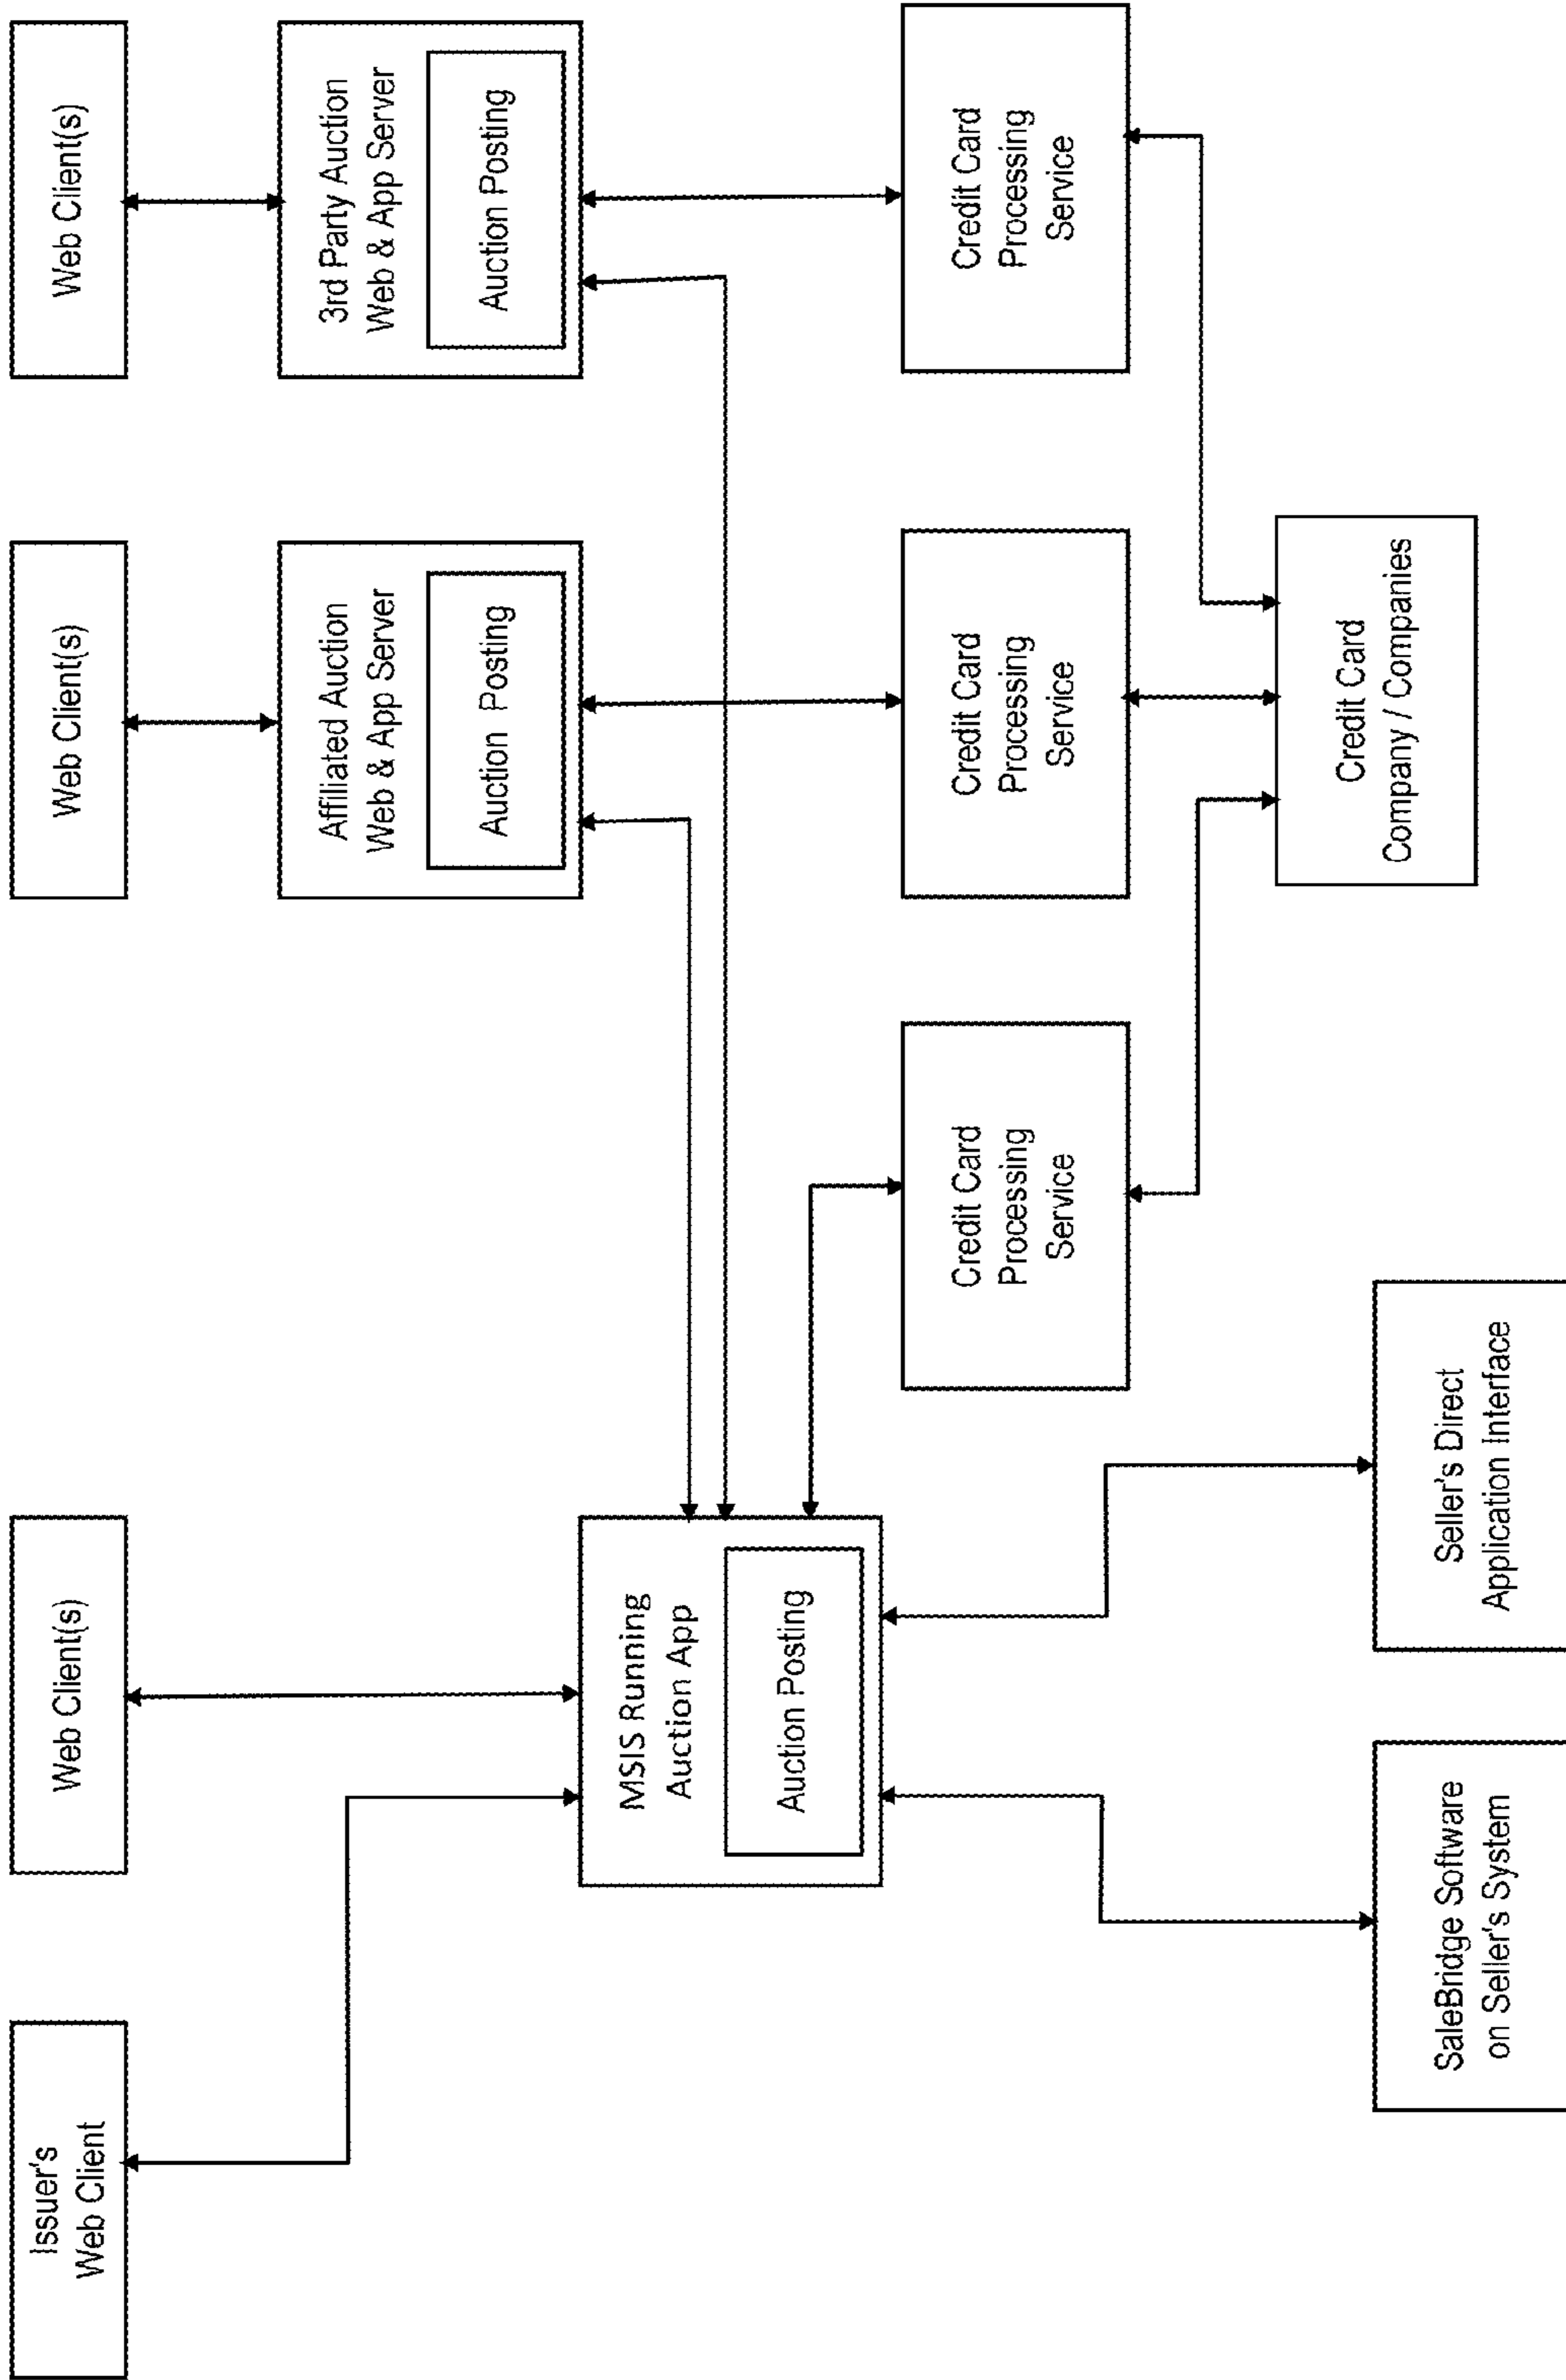 Issuer's
Web Client
Web Client(s)
Web Client(s)
Web Client(s)
Affiliated Auction
Web & App Server
Auction Posting
3rd Party Auction
Web & App Server
Auction Posting
MSIS Running
Auction App
Auction Posting
Credit Card
Processing
Service
Credit Card
Processing
Service
Credit Card
Processing
Service
Credit Card
Company / Companies
SaleBridge Software
on Seller's System
Seller's Direct
Application Interface